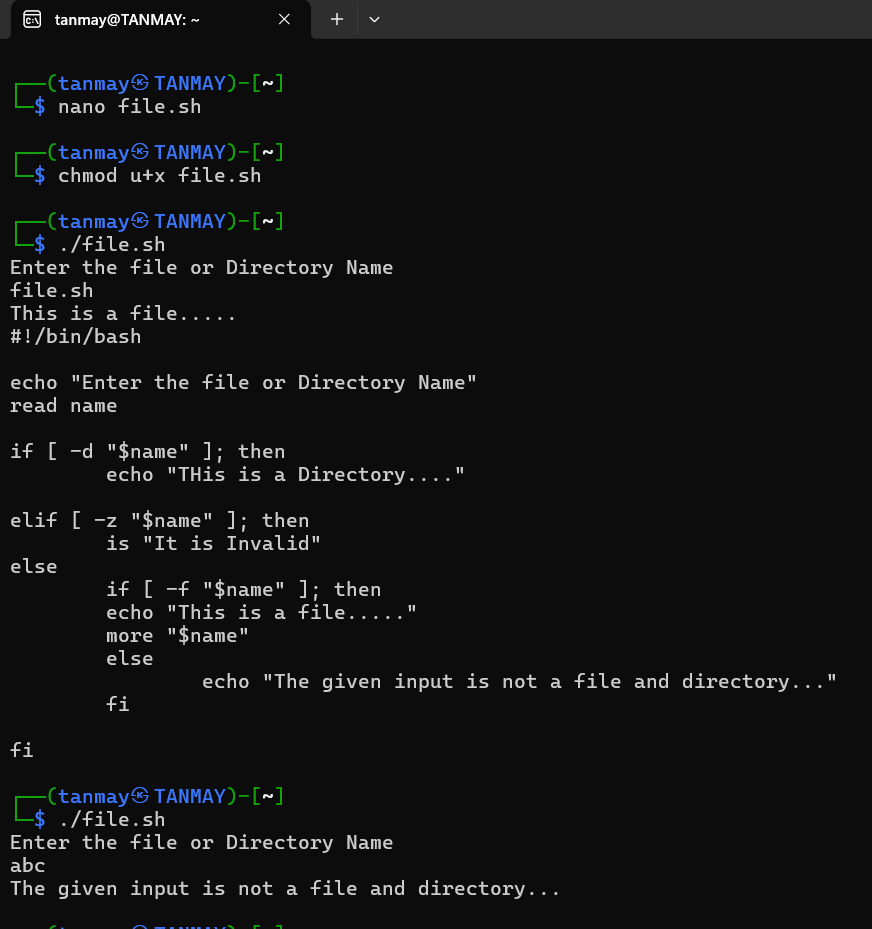 tanmay@TANMAY: ~
┌──(tanmay㉿TANMAY)-[~]
└─$ nano file.sh
┌──(tanmay㉿TANMAY)-[~]
└─$ chmod u+x file.sh
┌──(tanmay㉿TANMAY)-[~]
└─$ ./file.sh
Enter the file or Directory Name
file.sh
This is a file.....
#!/bin/bash
echo "Enter the file or Directory Name"
read name
if [ -d "$name" ]; then
        echo "THis is a Directory...."
elif [ -z "$name" ]; then
        is "It is Invalid"
else
        if [ -f "$name" ]; then
        echo "This is a file....."
        more "$name"
        else
                echo "The given input is not a file and directory..."
        fi
fi
┌──(tanmay㉿TANMAY)-[~]
└─$ ./file.sh
Enter the file or Directory Name
abc
The given input is not a file and directory...